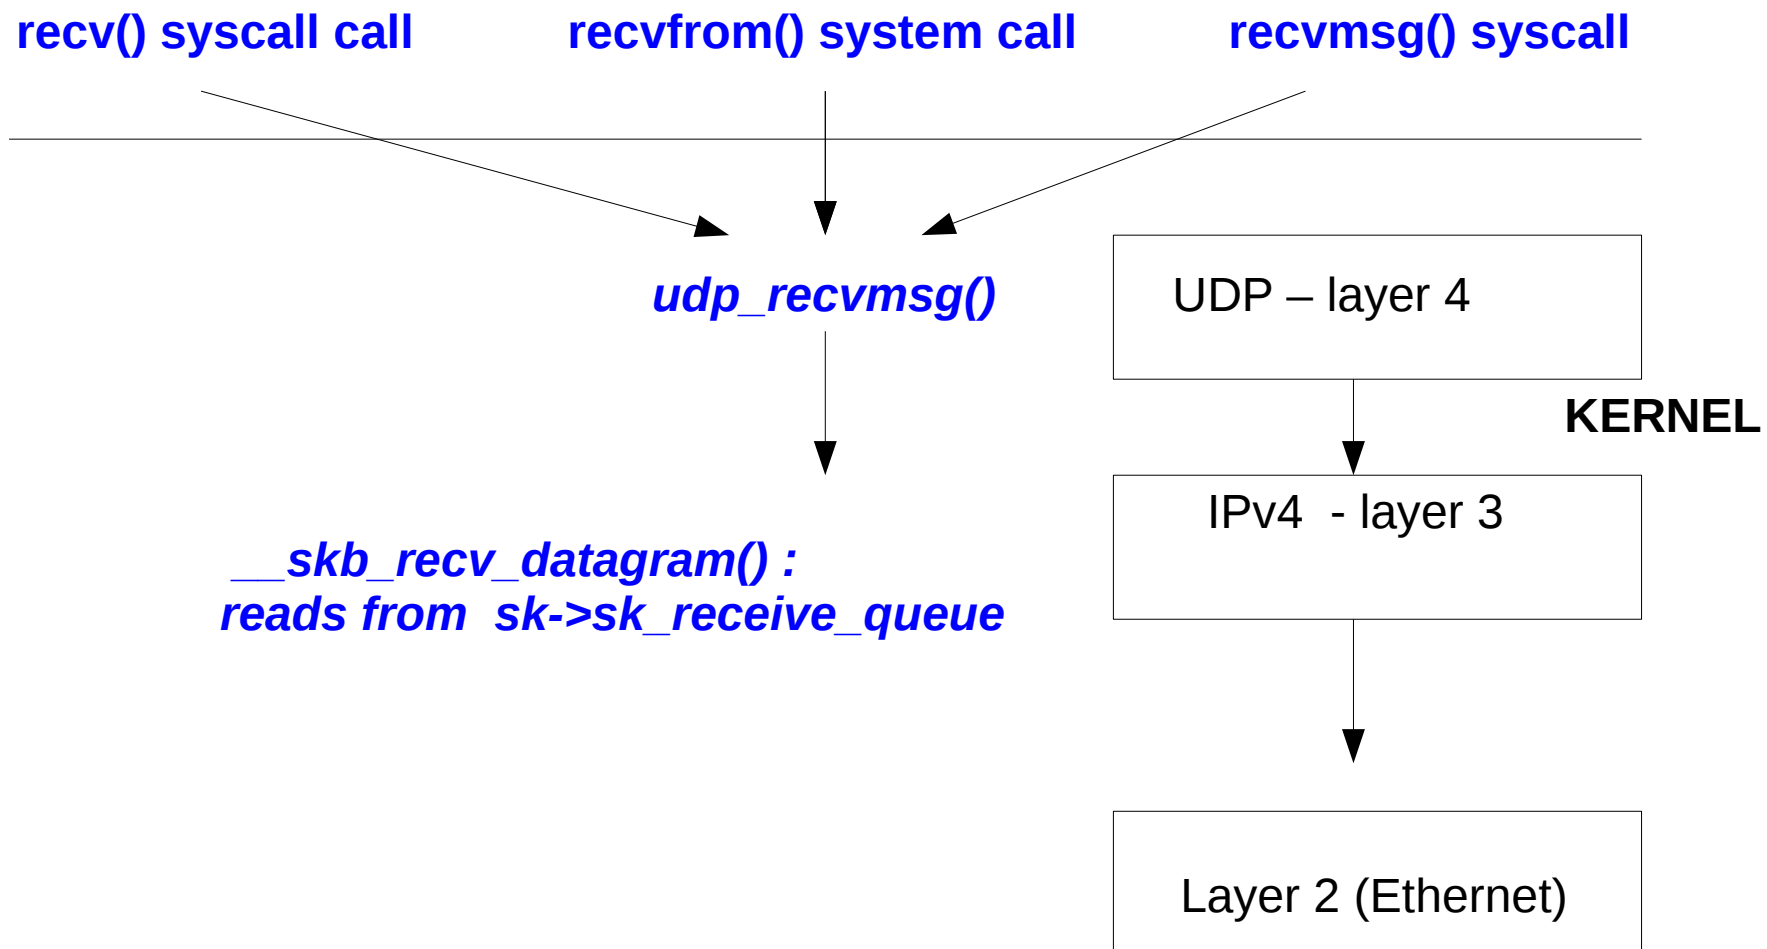 recv() syscall call
recvfrom() system call
recvmsg() syscall
udp_recvmsg()
UDP – layer 4
KERNEL
IPv4  - layer 3
__skb_recv_datagram() :
reads from  sk->sk_receive_queue
Layer 2 (Ethernet)